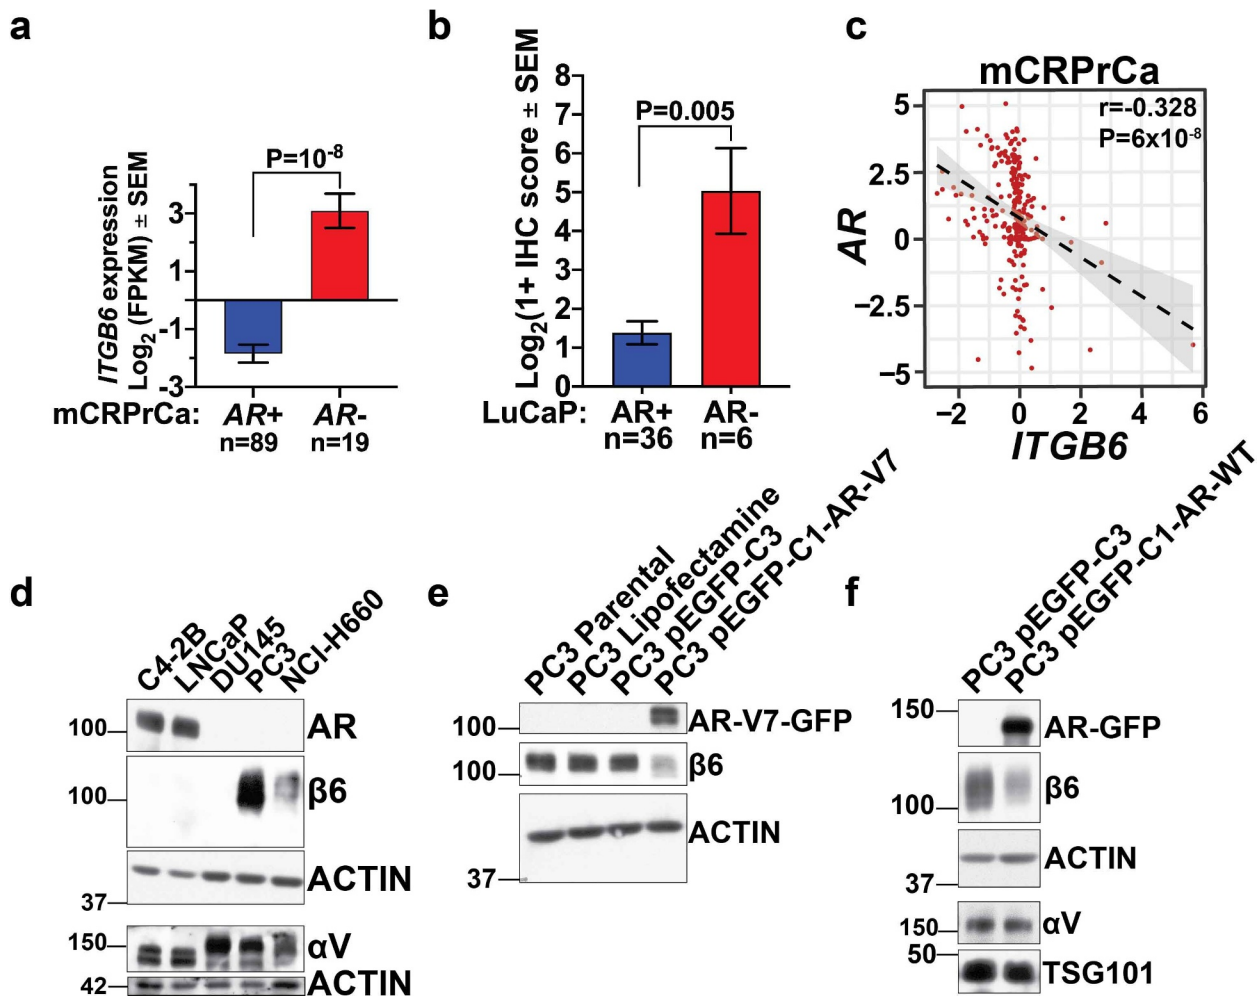 a
ITGB6 expression
Log2 (FPKM) ± SEM
P=10-8
3
1
-1
-3
mCRPrCa: AR+ AR-
n=89 n=19
b
Log2(1+ IHC score ± SEM
8
7
P=0.005
6
5
4
3
2
1
0
LuCaP: AR+ AR-
n=36 n=6
c
mCRPrCa
r=-0.328
P=6x10-8
AR
5
2.5
0
−2.5
−5
−2 0 2 4 6
ITGB6
d
C4-2B
LNCaP
DU145
PC3
NCI-H660
100 AR
100 β6
ACTIN
37
150 αV
42 ACTIN
e
PC3 Parental
PC3 Lipofectamine
PC3 pEGFP-C3
PC3 pEGFP-C1-AR-V7
100 AR-V7-GFP
100 β6
ACTIN
37
f
PC3 pEGFP-C3
PC3 pEGFP-C1-AR-WT
150
AR-GFP
β6
100
ACTIN
37
150 αV
50
TSG101